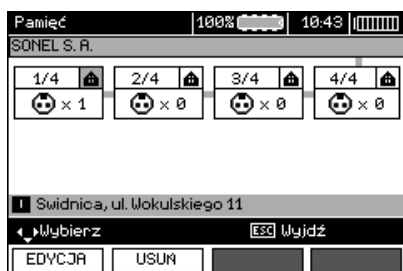 Pamięć 100% 10:43
SONEL S. A.
1/4 2/4 3/4 4/4
x 1 x 0 x 0 x 0
1 Swidnica, ul. Wokulskiego 11
Wybierz ESC Wyjdź
EDYCJA USUŃ